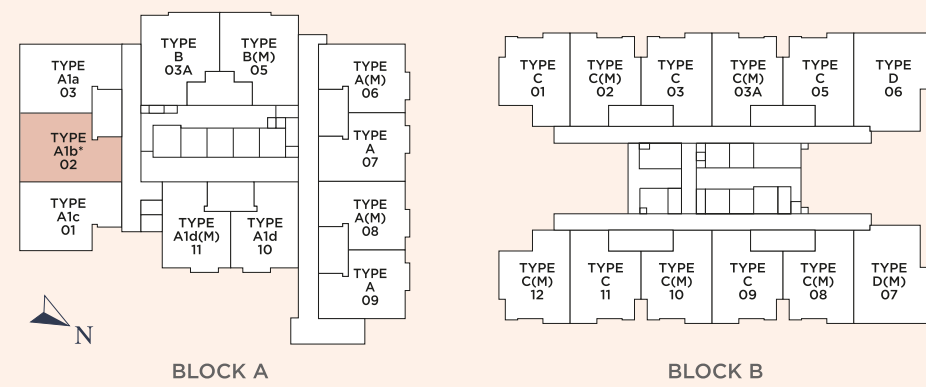 TYPE
A1a
03
TYPE
B
03A
TYPE
B(M)
05
TYPE
A(M)
06
TYPE
A1b*
02
TYPE
A
07
TYPE
A1c
01
TYPE
A1d(M)
11
TYPE
A1d
10
TYPE
A(M)
08
TYPE
A
09
N
BLOCK A
TYPE
C
01
TYPE
C(M)
02
TYPE
C
03
TYPE
C(M)
03A
TYPE
C
05
TYPE
D
06
TYPE
C(M)
12
TYPE
C
11
TYPE
C(M)
10
TYPE
C
09
TYPE
C(M)
08
TYPE
D(M)
07
BLOCK B